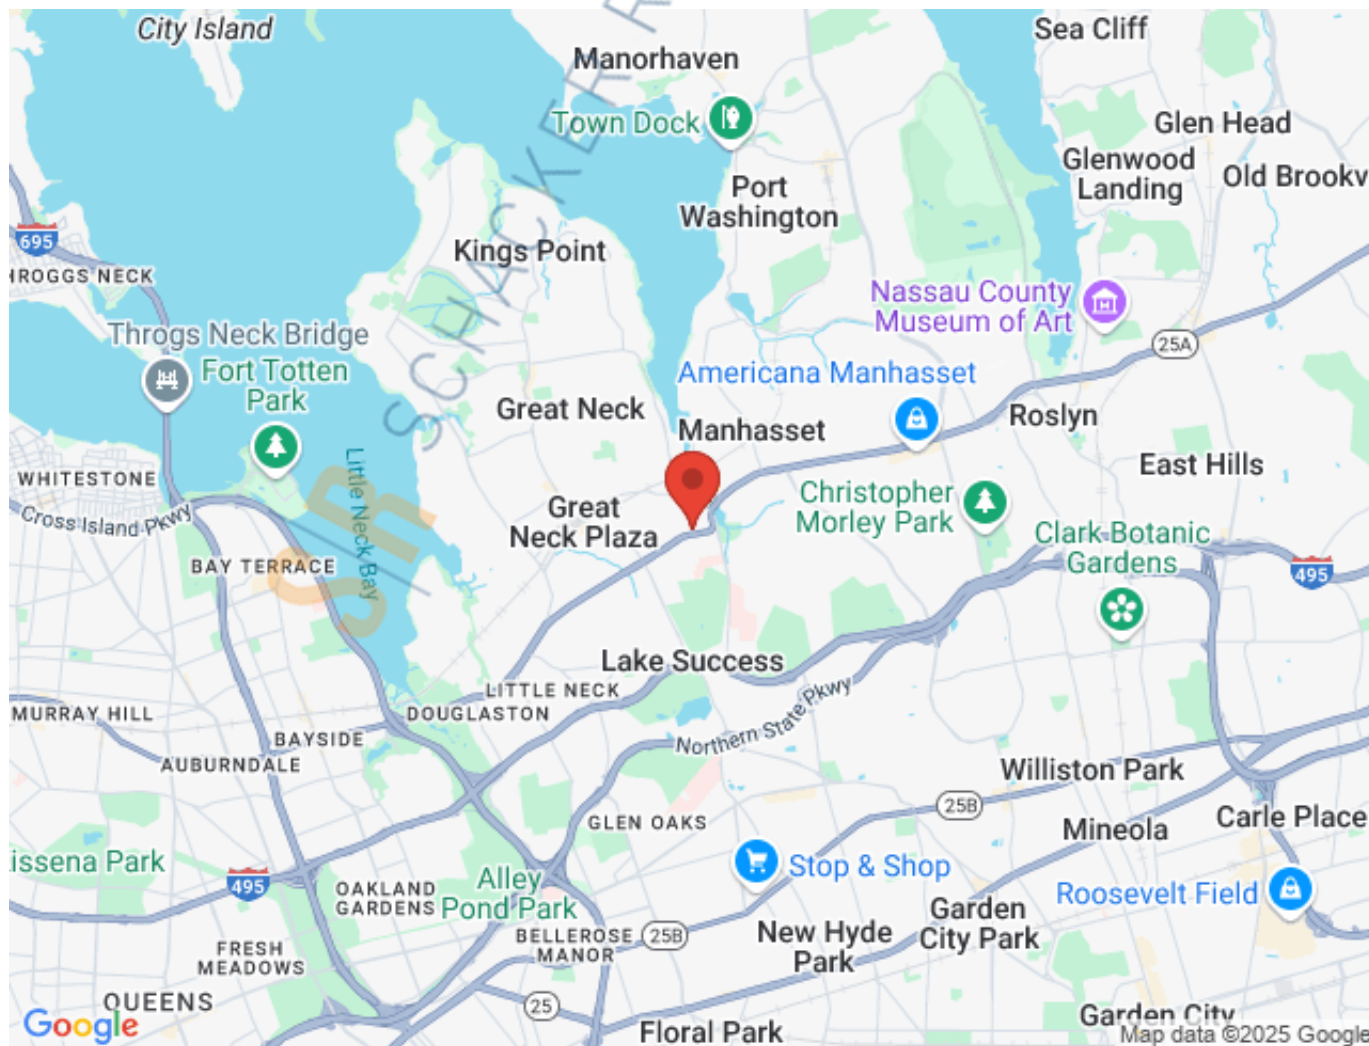 City Island
Sea Cliff
Manorhaven
Town Dock
Glen Head
Glenwood
Landing
Old Brookv
Port
Washington
695
HROGGS NECK
Kings Point
Nassau County
Museum of Art
Throgs Neck Bridge
25A
Fort Totten
Park
Americana Manhasset
Great Neck
Manhasset
Roslyn
WHITESTONE
East Hills
Cross Island Pkwy
Little Neck Bay
Great
Neck Plaza
Christopher
Morley Park
Clark Botanic
Gardens
BAY TERRACE
495
Lake Success
LITTLE NECK
DOUGLASTON
MURRAY HILL
BAYSIDE
Northern State Pkwy
AUBURNDALE
Williston Park
25B
GLEN OAKS
Mineola
Carle Place
issena Park
495
OAKLAND
GARDENS
Alley
Pond Park
Stop & Shop
Roosevelt Field
FRESH
MEADOWS
BELLEROSE
MANOR
25B
New Hyde
Park
Garden
City Park
QUEENS
25
Floral Park
Garden City
Google
Map data ©2025 Google
SR
SCHACKER R